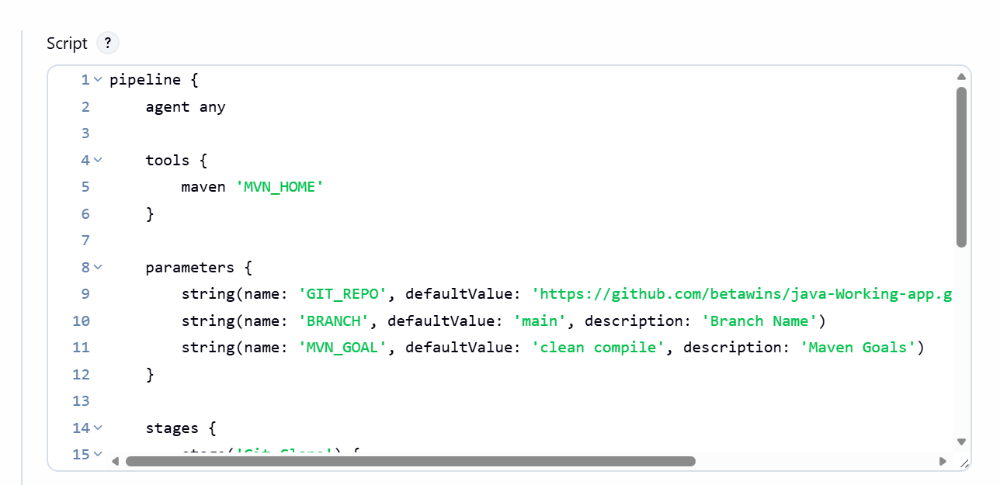 Script ?
1 pipeline {
2     agent any
3
4     tools {
5         maven 'MVN_HOME'
6     }
7
8     parameters {
9         string(name: 'GIT_REPO', defaultValue: 'https://github.com/betawins/java-Working-app.g
10         string(name: 'BRANCH', defaultValue: 'main', description: 'Branch Name')
11         string(name: 'MVN_GOAL', defaultValue: 'clean compile', description: 'Maven Goals')
12     }
13
14     stages {
15         stage('Git Clone') {